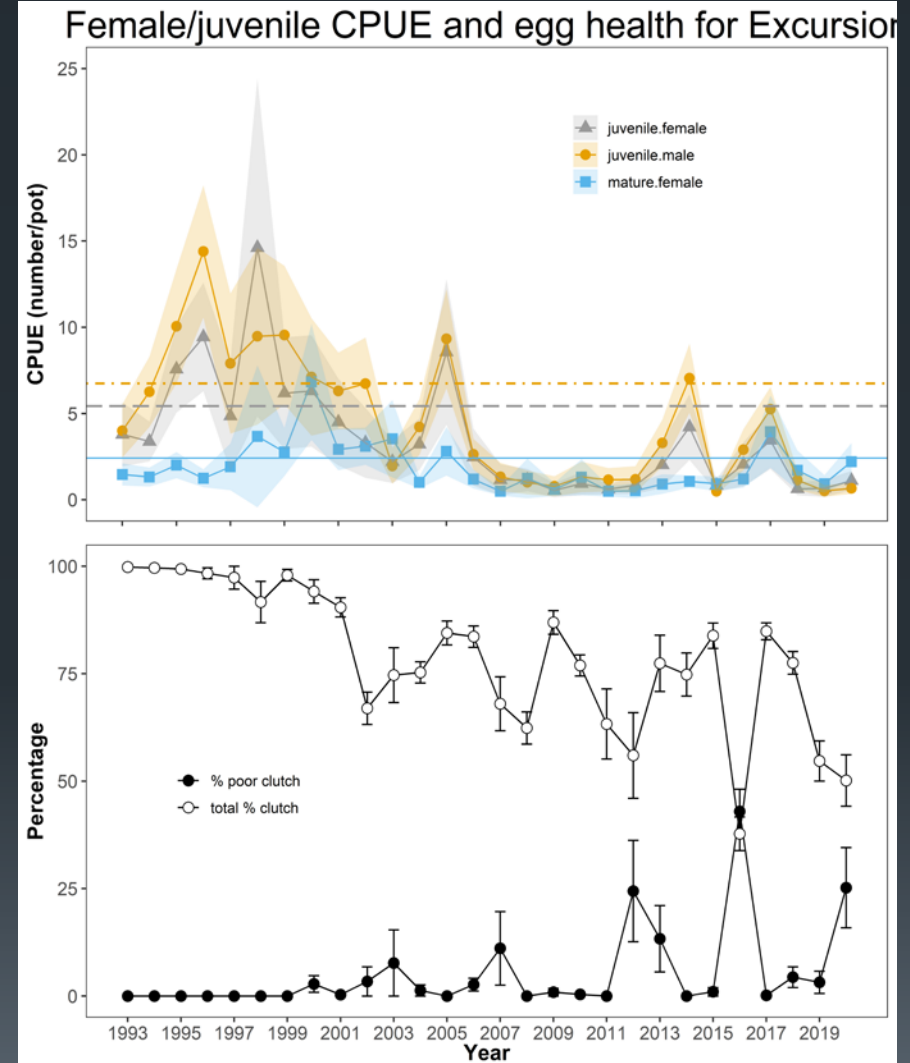 Female/juvenile CPUE and egg health for Excursion
25
20
15
10
5
0
CPUE (number/pot)
juvenile.female
juvenile.male
mature.female
100
75
50
25
0
Percentage
% poor clutch
total % clutch
1993 1995 1997 1999 2001 2003 2005 2007 2009 2011 2013 2015 2017 2019
Year